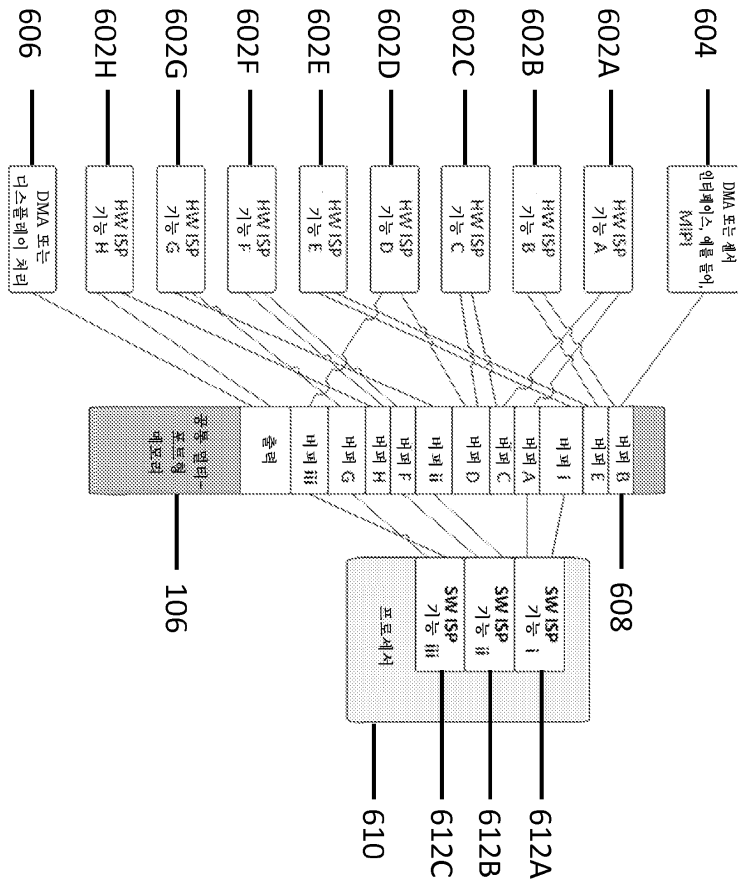 604
DMA 또는 센서
인터페이스, 예를 들어,
MIPI
602A
HW ISP
기능 A
602B
HW ISP
기능 B
602C
HW ISP
기능 C
602D
HW ISP
기능 D
602E
HW ISP
기능 E
602F
HW ISP
기능 F
602G
HW ISP
기능 G
602H
HW ISP
기능 H
606
DMA 또는
디스플레이 처리
버퍼 B
버퍼 E
버퍼 i
버퍼 A
버퍼 C
버퍼 D
버퍼 ii
버퍼 F
버퍼 H
버퍼 G
버퍼 iii
출력
공통 멀티-
포트형
메모리
608
106
SW ISP
기능 i
SW ISP
기능 ii
SW ISP
기능 iii
프로세서
612A
612B
612C
610